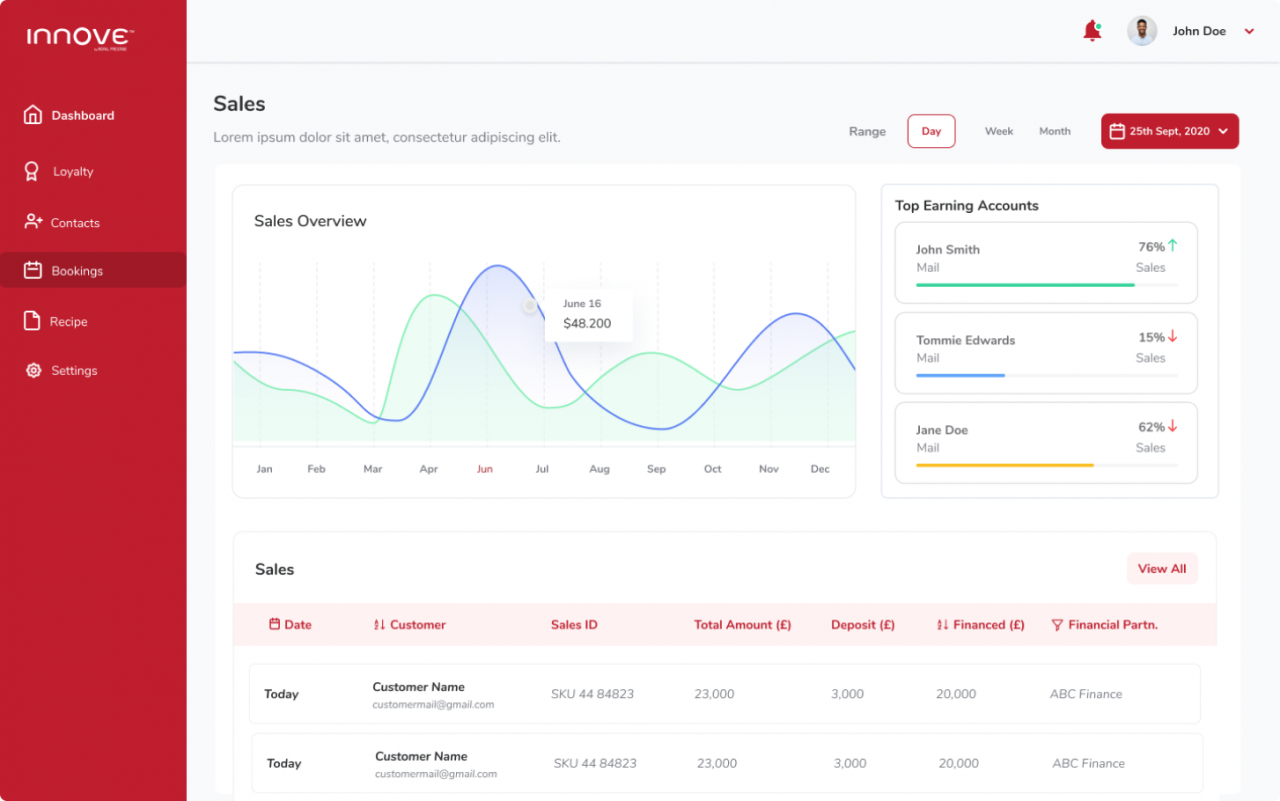 INNOVE
John Doe
Dashboard
Loyalty
Contacts
Bookings
Recipe
Settings
Sales
Lorem ipsum dolor sit amet, consectetur adipiscing elit.
Range Day Week Month 25th Sept, 2020
Sales Overview
June 16
$48.200
Jan Feb Mar Apr Jun Jul Aug Sep Oct Nov Dec
Top Earning Accounts
John Smith 76%
Mail Sales
Tommie Edwards 15%
Mail Sales
Jane Doe 62%
Mail Sales
Sales View All
Date Customer Sales ID Total Amount (£) Deposit (£) Financed (£) Financial Partn.
Today Customer Name SKU 44 84823 23,000 3,000 20,000 ABC Finance
customermail@gmail.com
Today Customer Name SKU 44 84823 23,000 3,000 20,000 ABC Finance
customermail@gmail.com